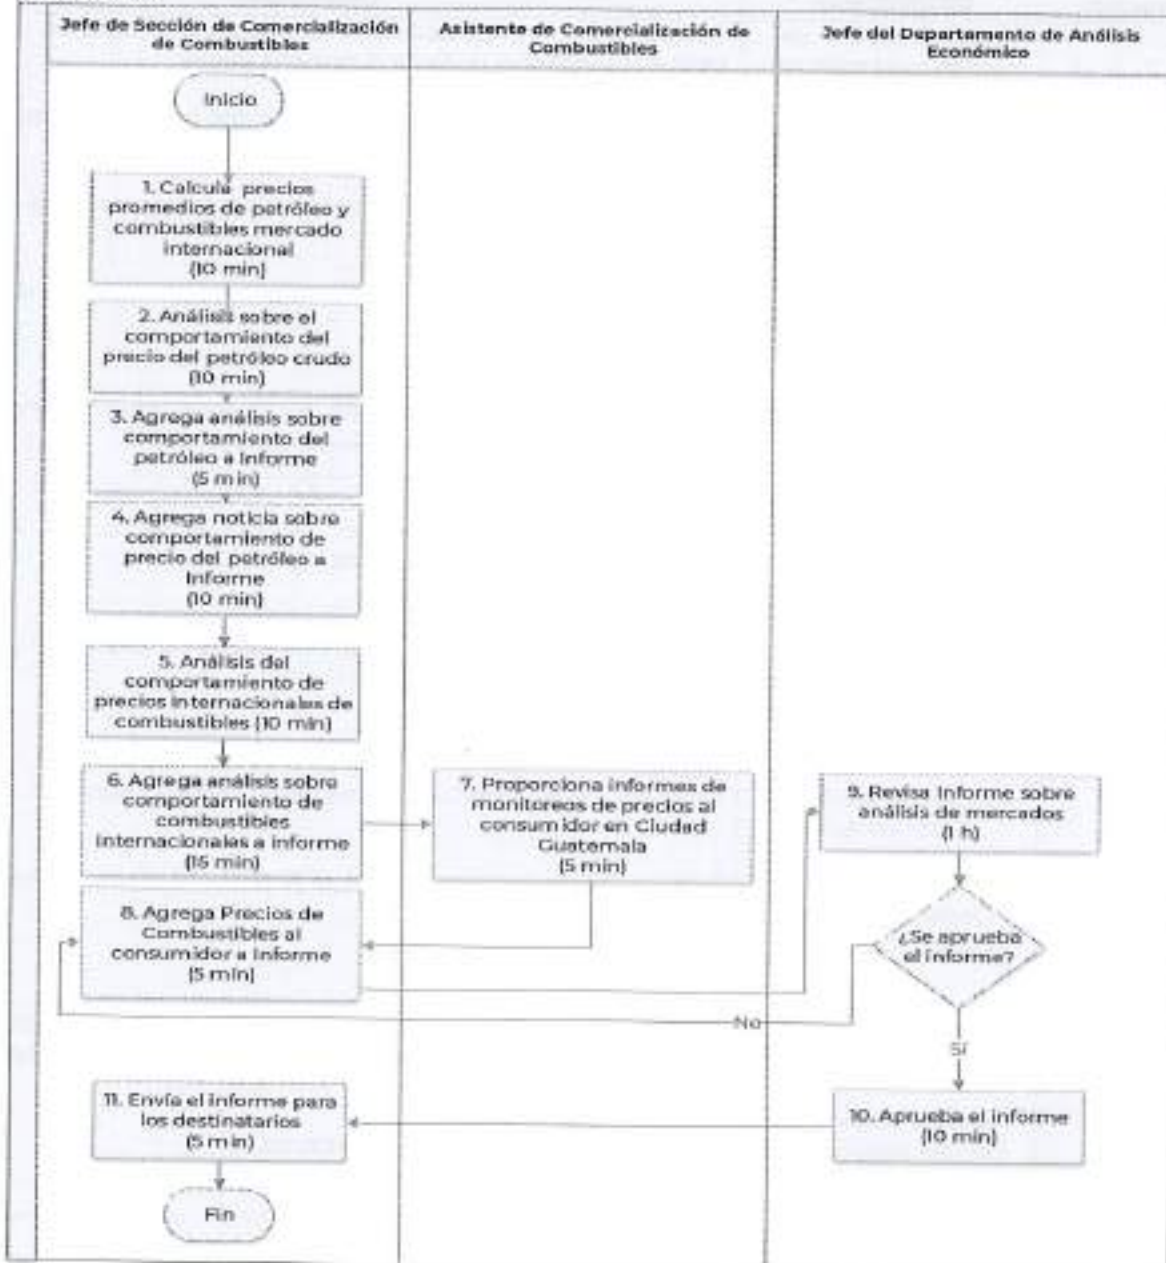 Jefe de Sección de Comercialización
de Combustibles
Asistente de Comercialización de
Combustibles
Jefe del Departamento de Análisis
Económico
Inicio
1. Calcula precios
promedios de petróleo y
combustibles mercado
internacional
(10 min)
2. Análisis sobre el
comportamiento del
precio del petróleo crudo
(10 min)
3. Agrega análisis sobre
comportamiento del
petróleo a Informe
(5 min)
4. Agrega noticia sobre
comportamiento de
precio del petróleo a
Informe
(10 min)
5. Análisis del
comportamiento de
precios internacionales de
combustibles (10 min)
6. Agrega análisis sobre
comportamiento de
combustibles
internacionales a informe
(15 min)
7. Proporciona informes de
monitoreos de precios al
consumidor en Ciudad
Guatemala
(5 min)
8. Agrega Precios de
Combustibles al
consumidor a Informe
(5 min)
9. Revisa Informe sobre
análisis de mercados
(1 h)
¿Se aprueba
el informe?
No
Sí
10. Aprueba el informe
(10 min)
11. Envía el informe para
los destinatarios
(5 min)
Fin